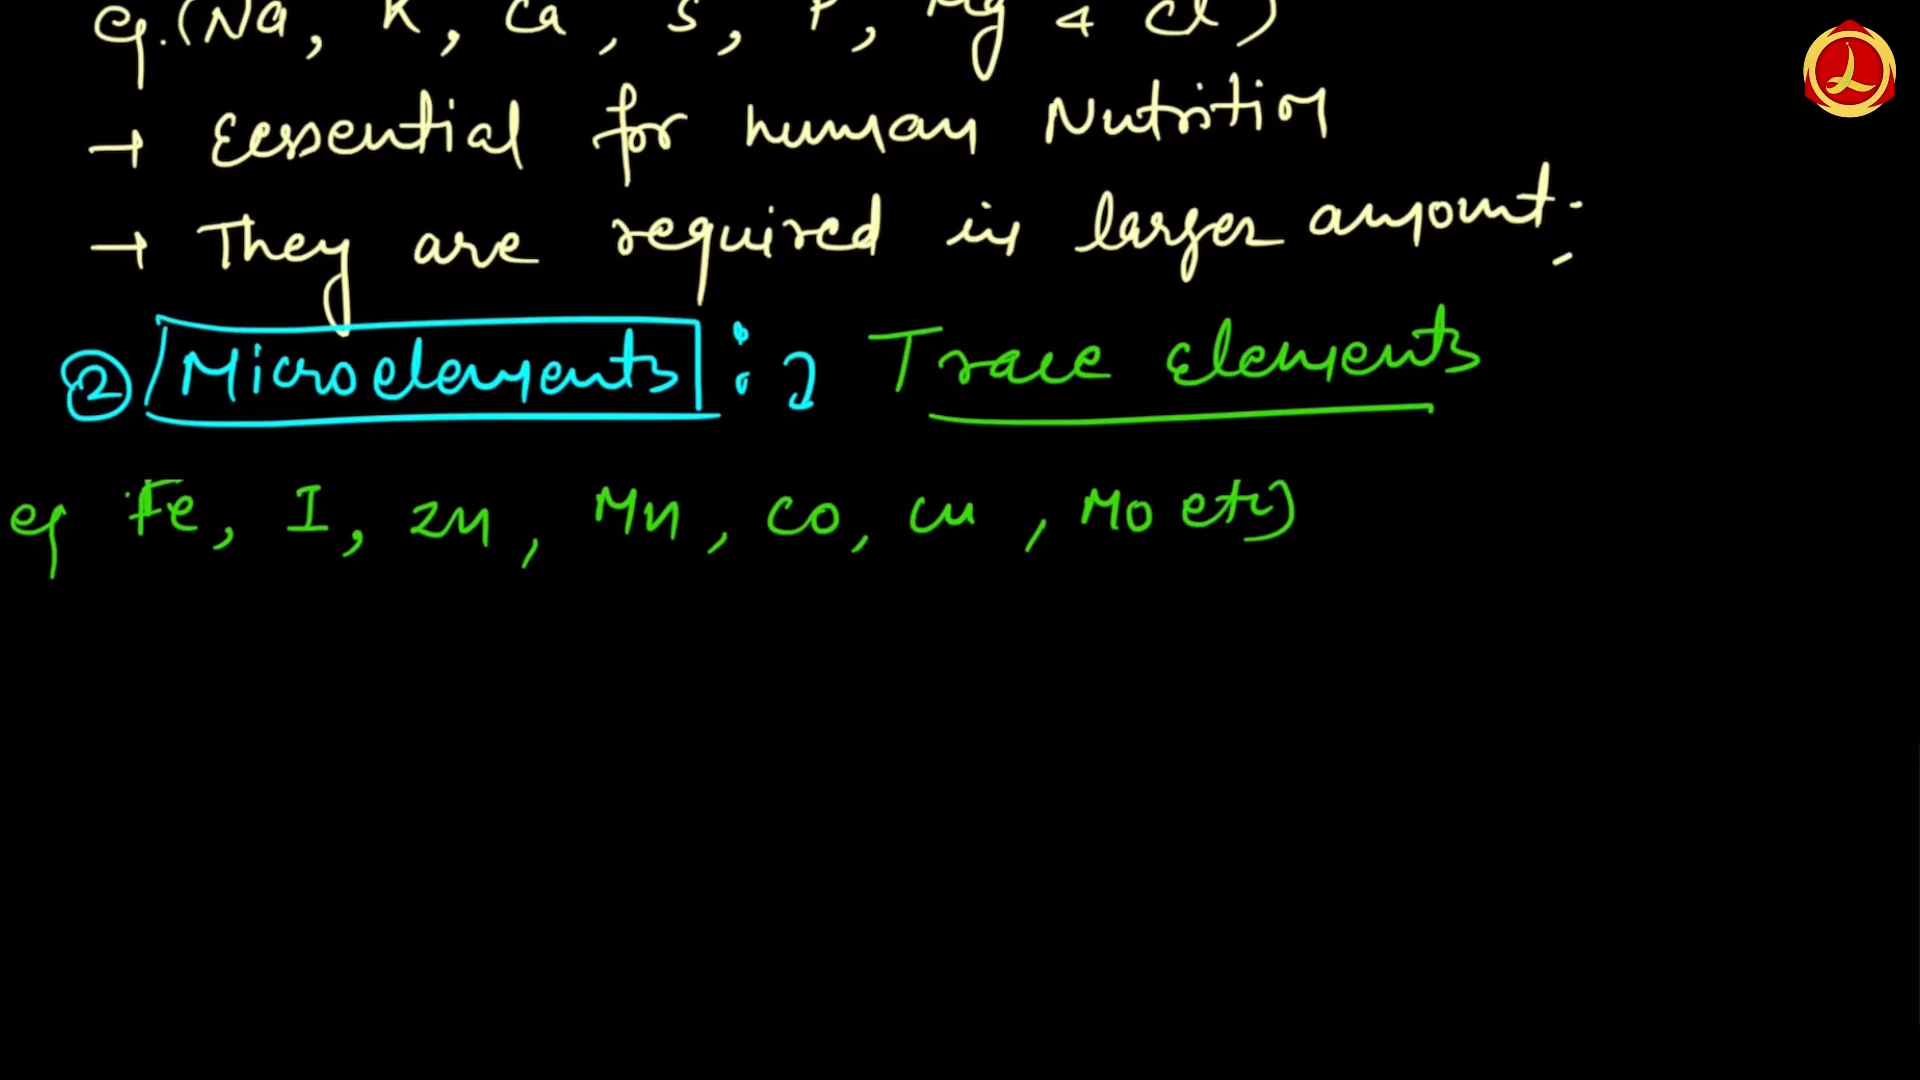 eg. (Na, K, Ca, S, P, Mg & Cl)
→ Eessential for human Nutrition
→ They are required in larger amount.
② Microelements :⊋ Trace Elements
eg Fe, I, Zn, Mn, Co, Cu, Mo etc)